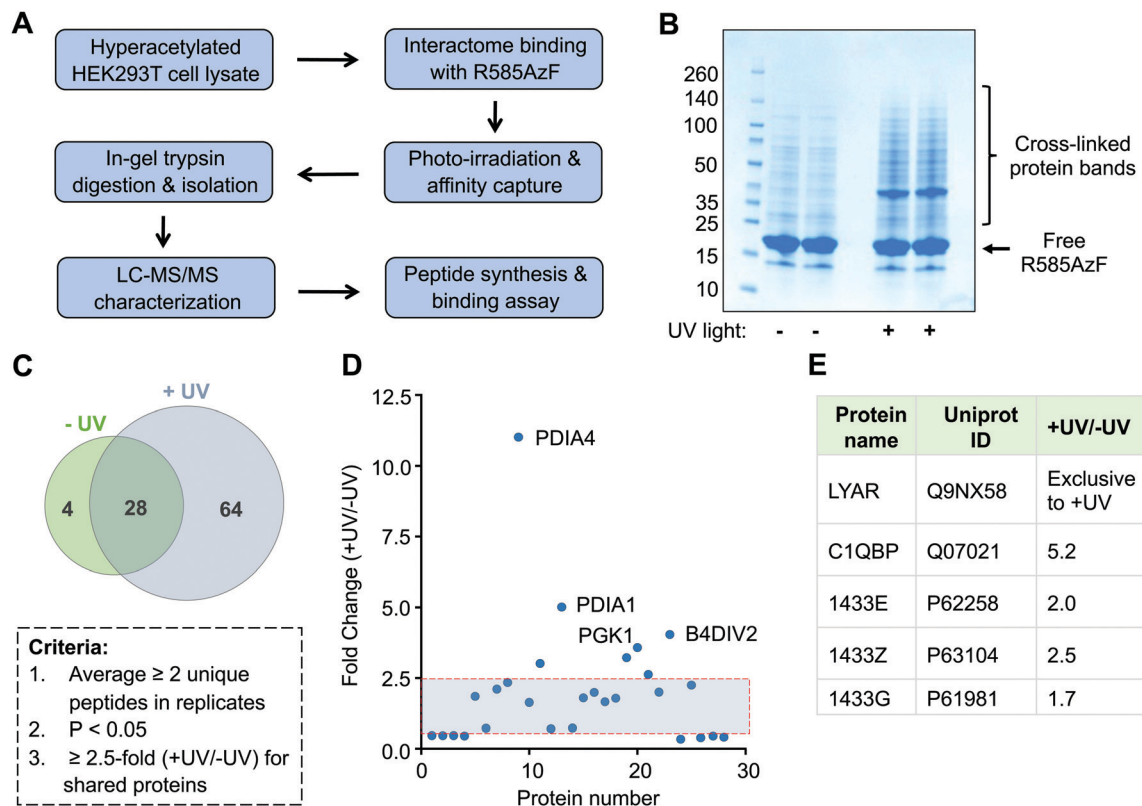 A
Hyperacetylated
HEK293T cell lysate
Interactome binding
with R585AzF
In-gel trypsin
digestion & isolation
Photo-irradiation &
affinity capture
LC-MS/MS
characterization
Peptide synthesis &
binding assay
B
260
140
100
50
35
25
15
10
Cross-linked
protein bands
Free
R585AzF
UV light: - - + +
C
+ UV
- UV
4 28 64
Criteria:
1. Average ≥ 2 unique
peptides in replicates
2. P < 0.05
3. ≥ 2.5-fold (+UV/-UV) for
shared proteins
D
Fold Change (+UV/-UV)
12.5
10.0
7.5
5.0
2.5
0.0
PDIA4
PDIA1
PGK1
B4DIV2
0 10 20 30
Protein number
E
Protein name Uniprot ID +UV/-UV
LYAR Q9NX58 Exclusive to +UV
C1QBP Q07021 5.2
1433E P62258 2.0
1433Z P63104 2.5
1433G P61981 1.7